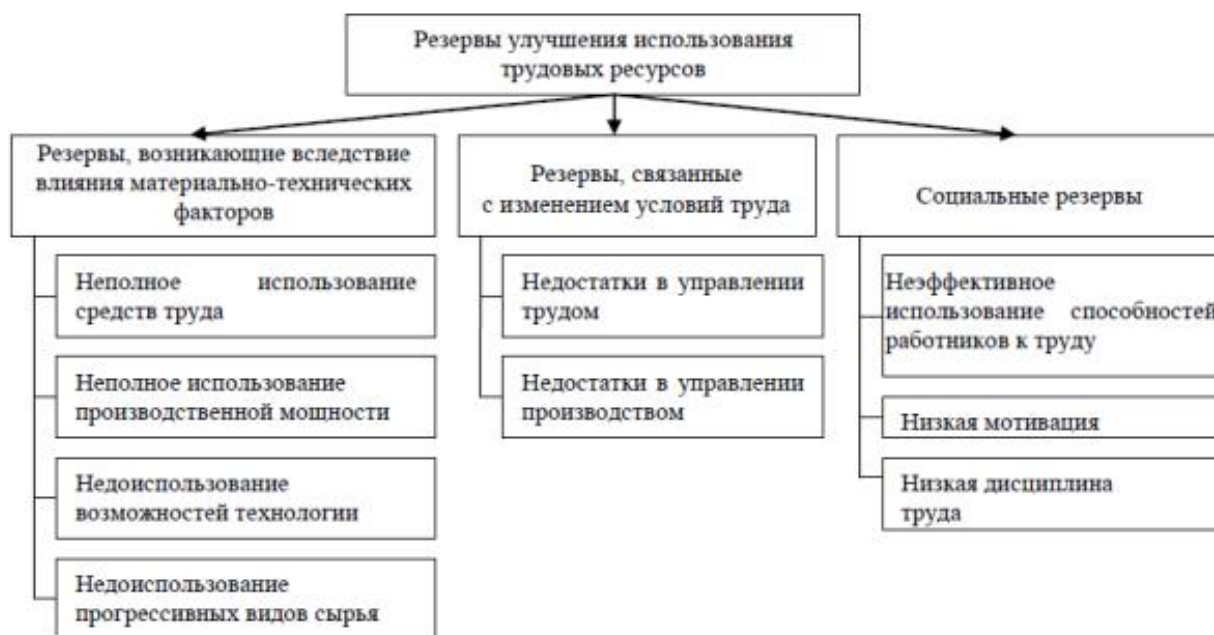 Резервы улучшения использования
трудовых ресурсов
Резервы, возникающие вследствие
влияния материально-технических
факторов
Неполное использование
средств труда
Неполное использование
производственной мощности
Недоиспользование
возможностей технологии
Недоиспользование
прогрессивных видов сырья
Резервы, связанные
с изменением условий труда
Недостатки в управлении
трудом
Недостатки в управлении
производством
Социальные резервы
Неэффективное
использование способностей
работников к труду
Низкая мотивация
Низкая дисциплина
труда